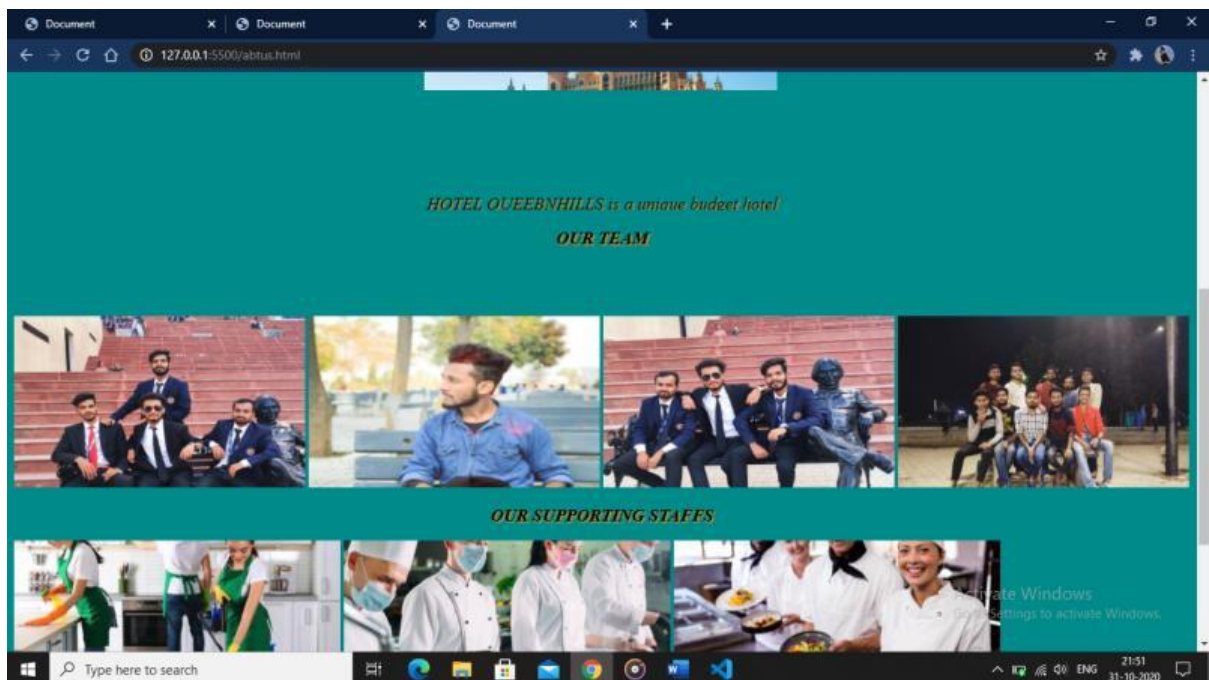 Document
Document
Document
127.0.0.1:5500/abtus.html
HOTEL QUEEBNHILLS is a unique budget hotel
OUR TEAM
OUR SUPPORTING STAFFS
Activate Windows
Go to Settings to activate Windows.
Type here to search
ENG
21:51
31-10-2020